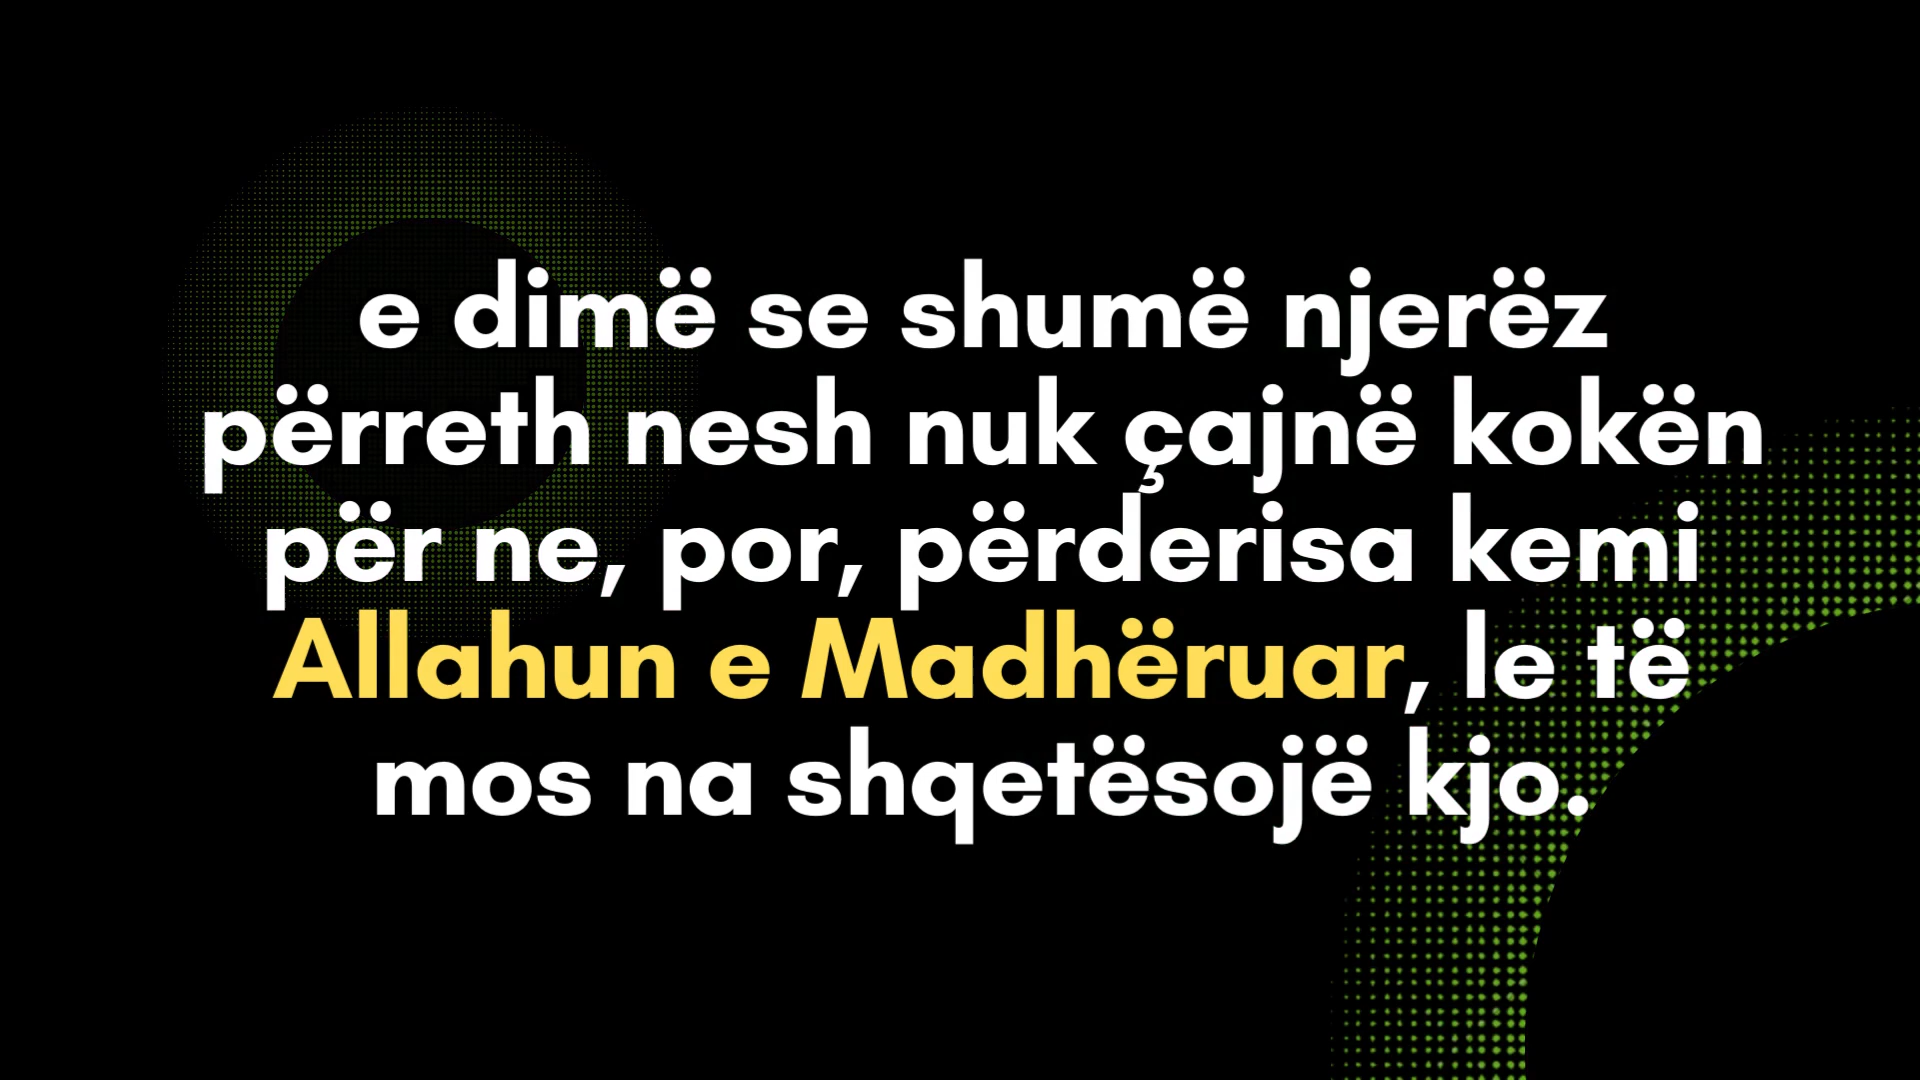 e dimë se shumë njerëz
përreth nesh nuk çajnë kokën
për ne, por, përderisa kemi
Allahun e Madhëruar, le të
mos na shqetësojë kjo.